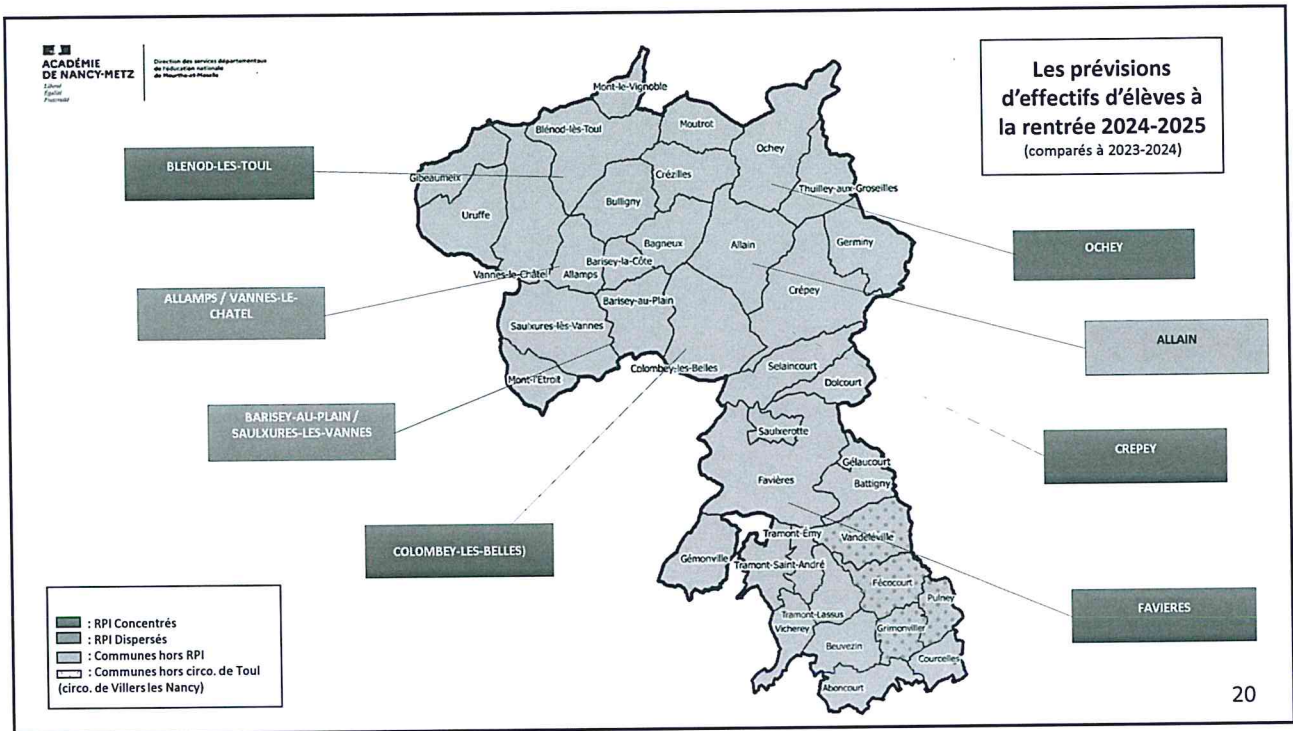 ACADÉMIE
DE NANCY-METZ
Liberté
Égalité
Fraternité
Direction des services départementaux
de l'éducation nationale
de Meurthe-et-Moselle
Les prévisions
d'effectifs d'élèves à
la rentrée 2024-2025
(comparés à 2023-2024)
Mont-le-Vignoble
Blénod-lès-Toul
Moutrot
Ochey
BLENOD-LES-TOUL
Gibeaumeix
Crézilles
Thuilley-aux-Groseilles
Uruffe
Bulligny
Bagneux
Allain
Germiny
OCHEY
Barisey-la-Côte
Vannes-le-Châtel
Allamps
Crépey
ALLAMPS / VANNES-LE-
CHATEL
Barisey-au-Plain
Saulxures-lès-Vannes
ALLAIN
Colombey-les-Belles
Selaincourt
Mont-l'Étroit
Dolcourt
BARISEY-AU-PLAIN /
SAULXURES-LES-VANNES
Saulxerotte
CREPEY
Gélaucourt
Favières
Battigny
Tramont-Émy
Vandeléville
COLOMBEY-LES-BELLES)
Gémonville
Tramont-Saint-André
Fécocourt
Pulney
FAVIERES
Tramont-Lassus
Vicherey
Grimonviller
Beuvezin
Courcelles
Aboncourt
: RPI Concentrés
: RPI Dispersés
: Communes hors RPI
: Communes hors circo. de Toul
(circo. de Villers les Nancy)
20